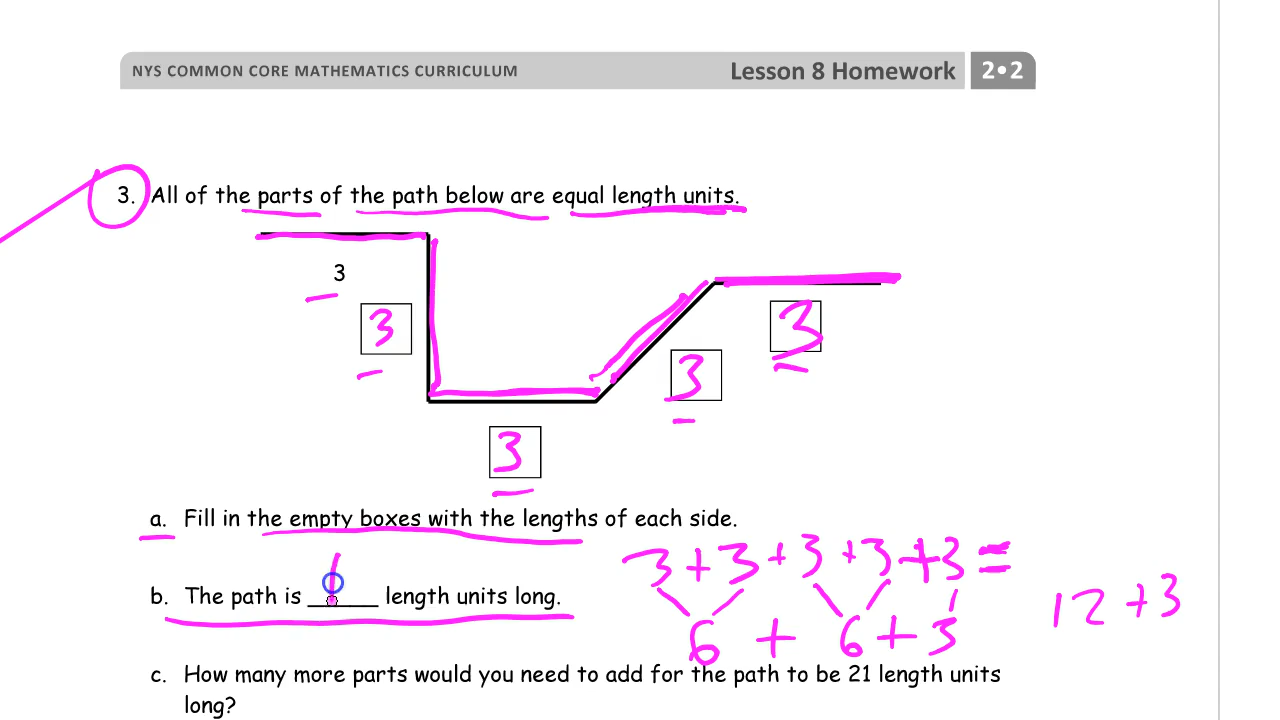 NYS COMMON CORE MATHEMATICS CURRICULUM Lesson 8 Homework 2•2
3. All of the parts of the path below are equal length units.
3
3
3
3
3
a. Fill in the empty boxes with the lengths of each side.
3 + 3 + 3 + 3 + 3 =
b. The path is ______ length units long.
12 + 3
6 + 6 + 3
c. How many more parts would you need to add for the path to be 21 length units
long?